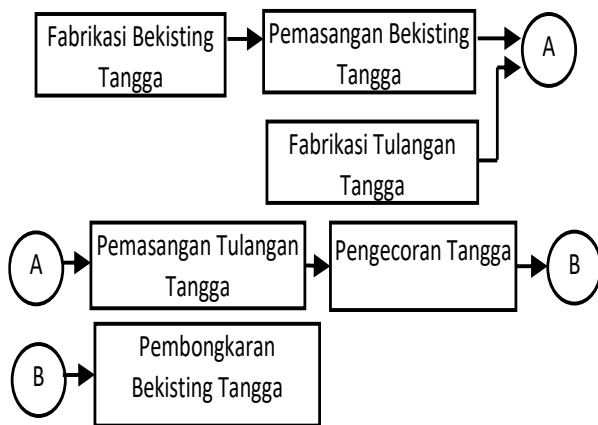 Fabrikasi Bekisting
Tangga
Pemasangan Bekisting
Tangga
A
Fabrikasi Tulangan
Tangga
A
Pemasangan Tulangan
Tangga
Pengecoran Tangga
B
B
Pembongkaran
Bekisting Tangga